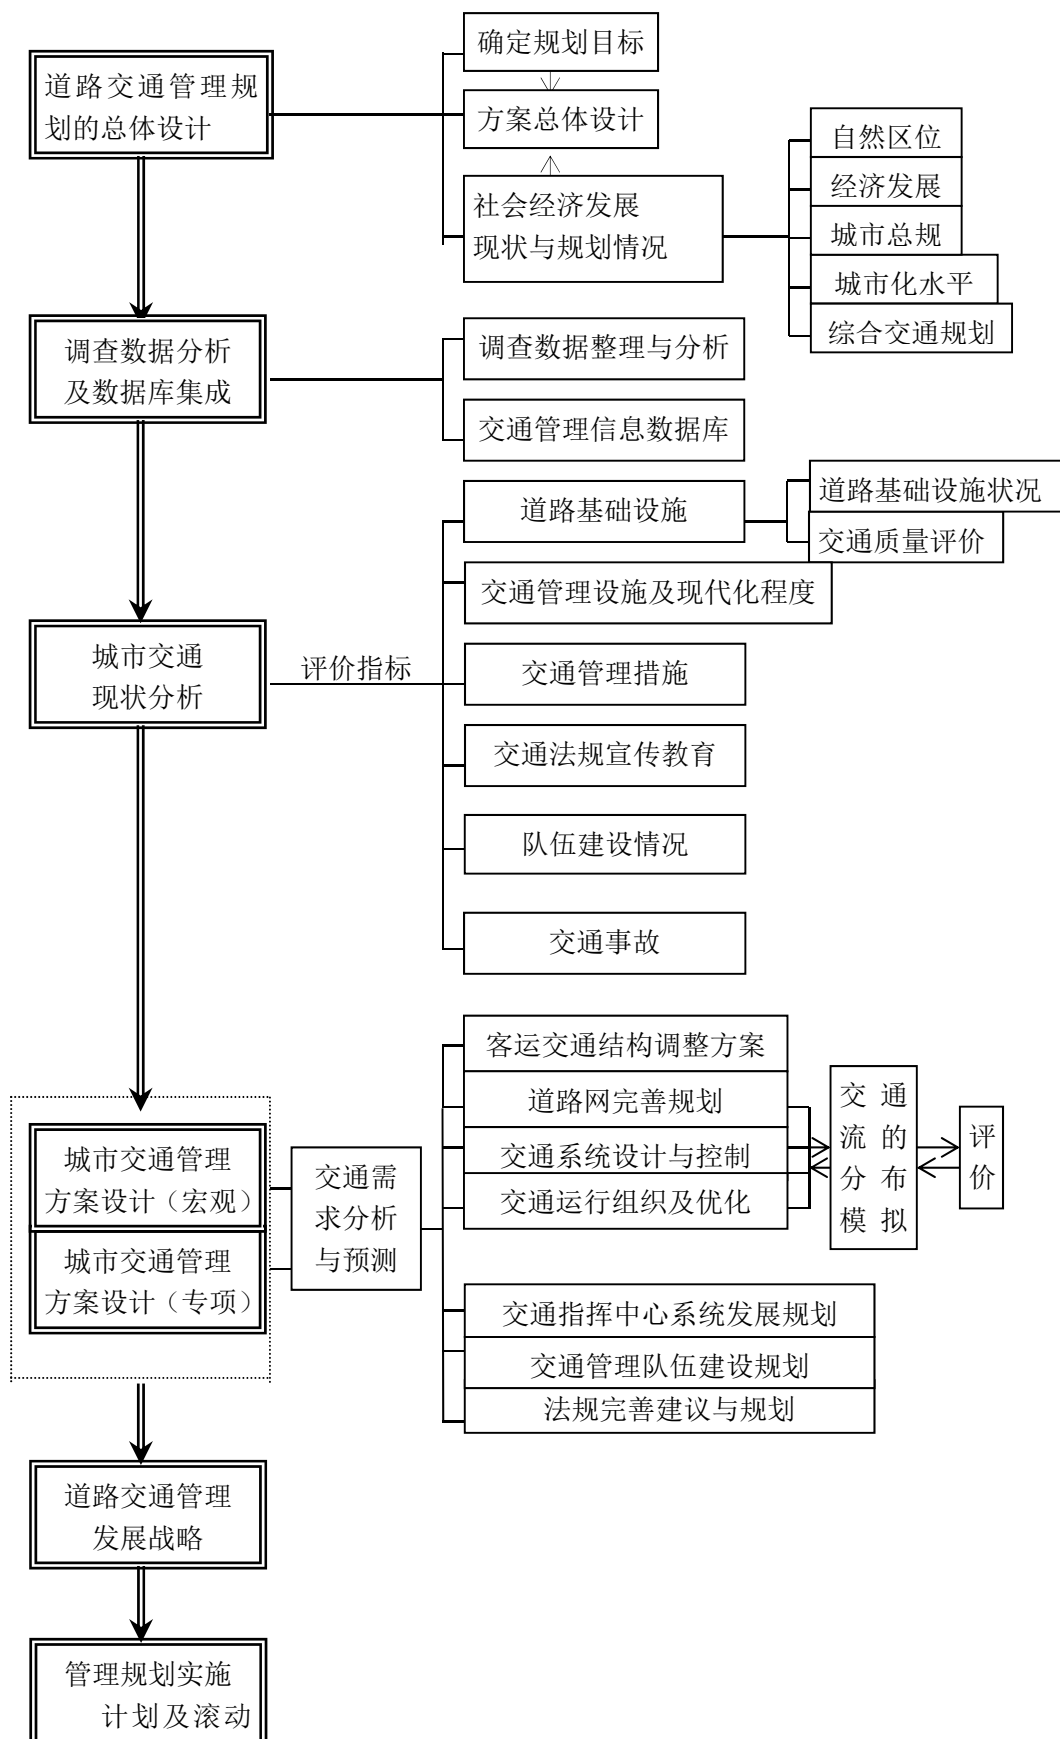 确定规划目标
道路交通管理规
划的总体设计
方案总体设计
社会经济发展
现状与规划情况
自然区位
经济发展
城市总规
城市化水平
综合交通规划
调查数据分析
及数据库集成
调查数据整理与分析
交通管理信息数据库
道路基础设施
道路基础设施状况
交通质量评价
交通管理设施及现代化程度
城市交通
现状分析
评价指标
交通管理措施
交通法规宣传教育
队伍建设情况
交通事故
客运交通结构调整方案
道路网完善规划
交通系统设计与控制
交通运行组织及优化
交通
流的
分布
模拟
评
价
城市交通管理
方案设计（宏观）
城市交通管理
方案设计（专项）
交通需
求分析
与预测
交通指挥中心系统发展规划
交通管理队伍建设规划
法规完善建议与规划
道路交通管理
发展战略
管理规划实施
计划及滚动